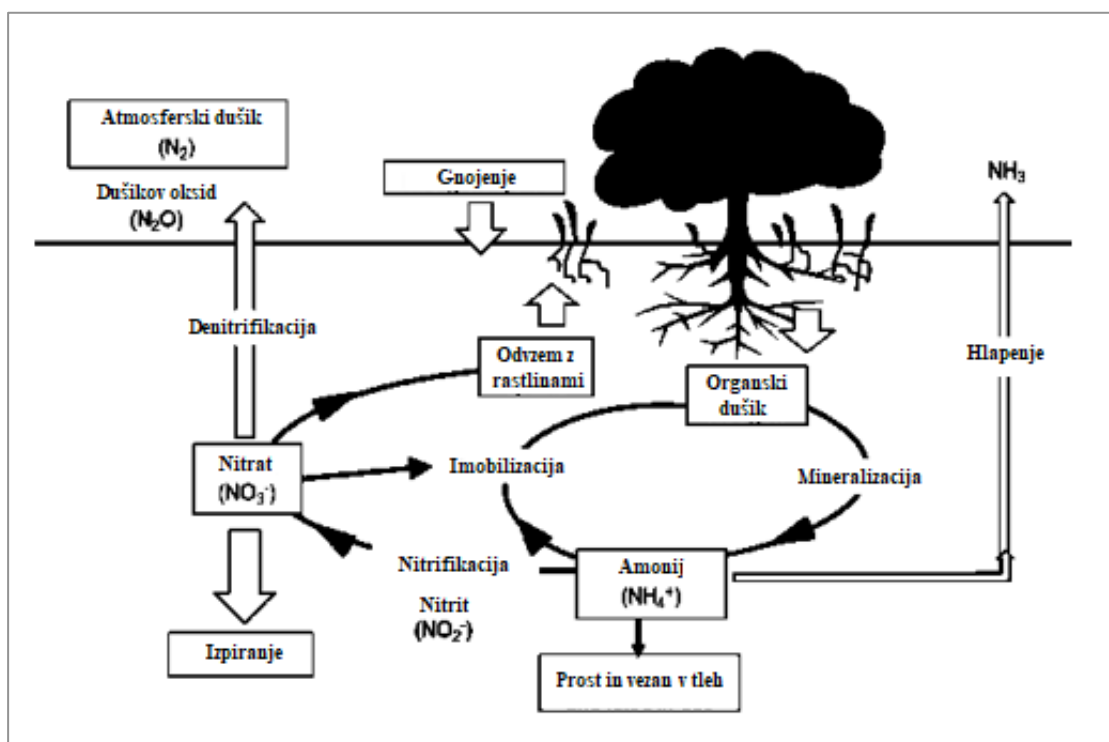 Atmosferski dušik
(N₂)
Dušikov oksid
(N₂O)
Gnojenje
NH₃
Denitrifikacija
Odvzem z
rastlinami
Organski
dušik
Hlapenje
Nitrat
(NO₃⁻)
Imobilizacija
Mineralizacija
Nitrifikacija
Nitrit
(NO₂⁻)
Amonij
(NH₄⁺)
Izpiranje
Prost in vezan v tleh